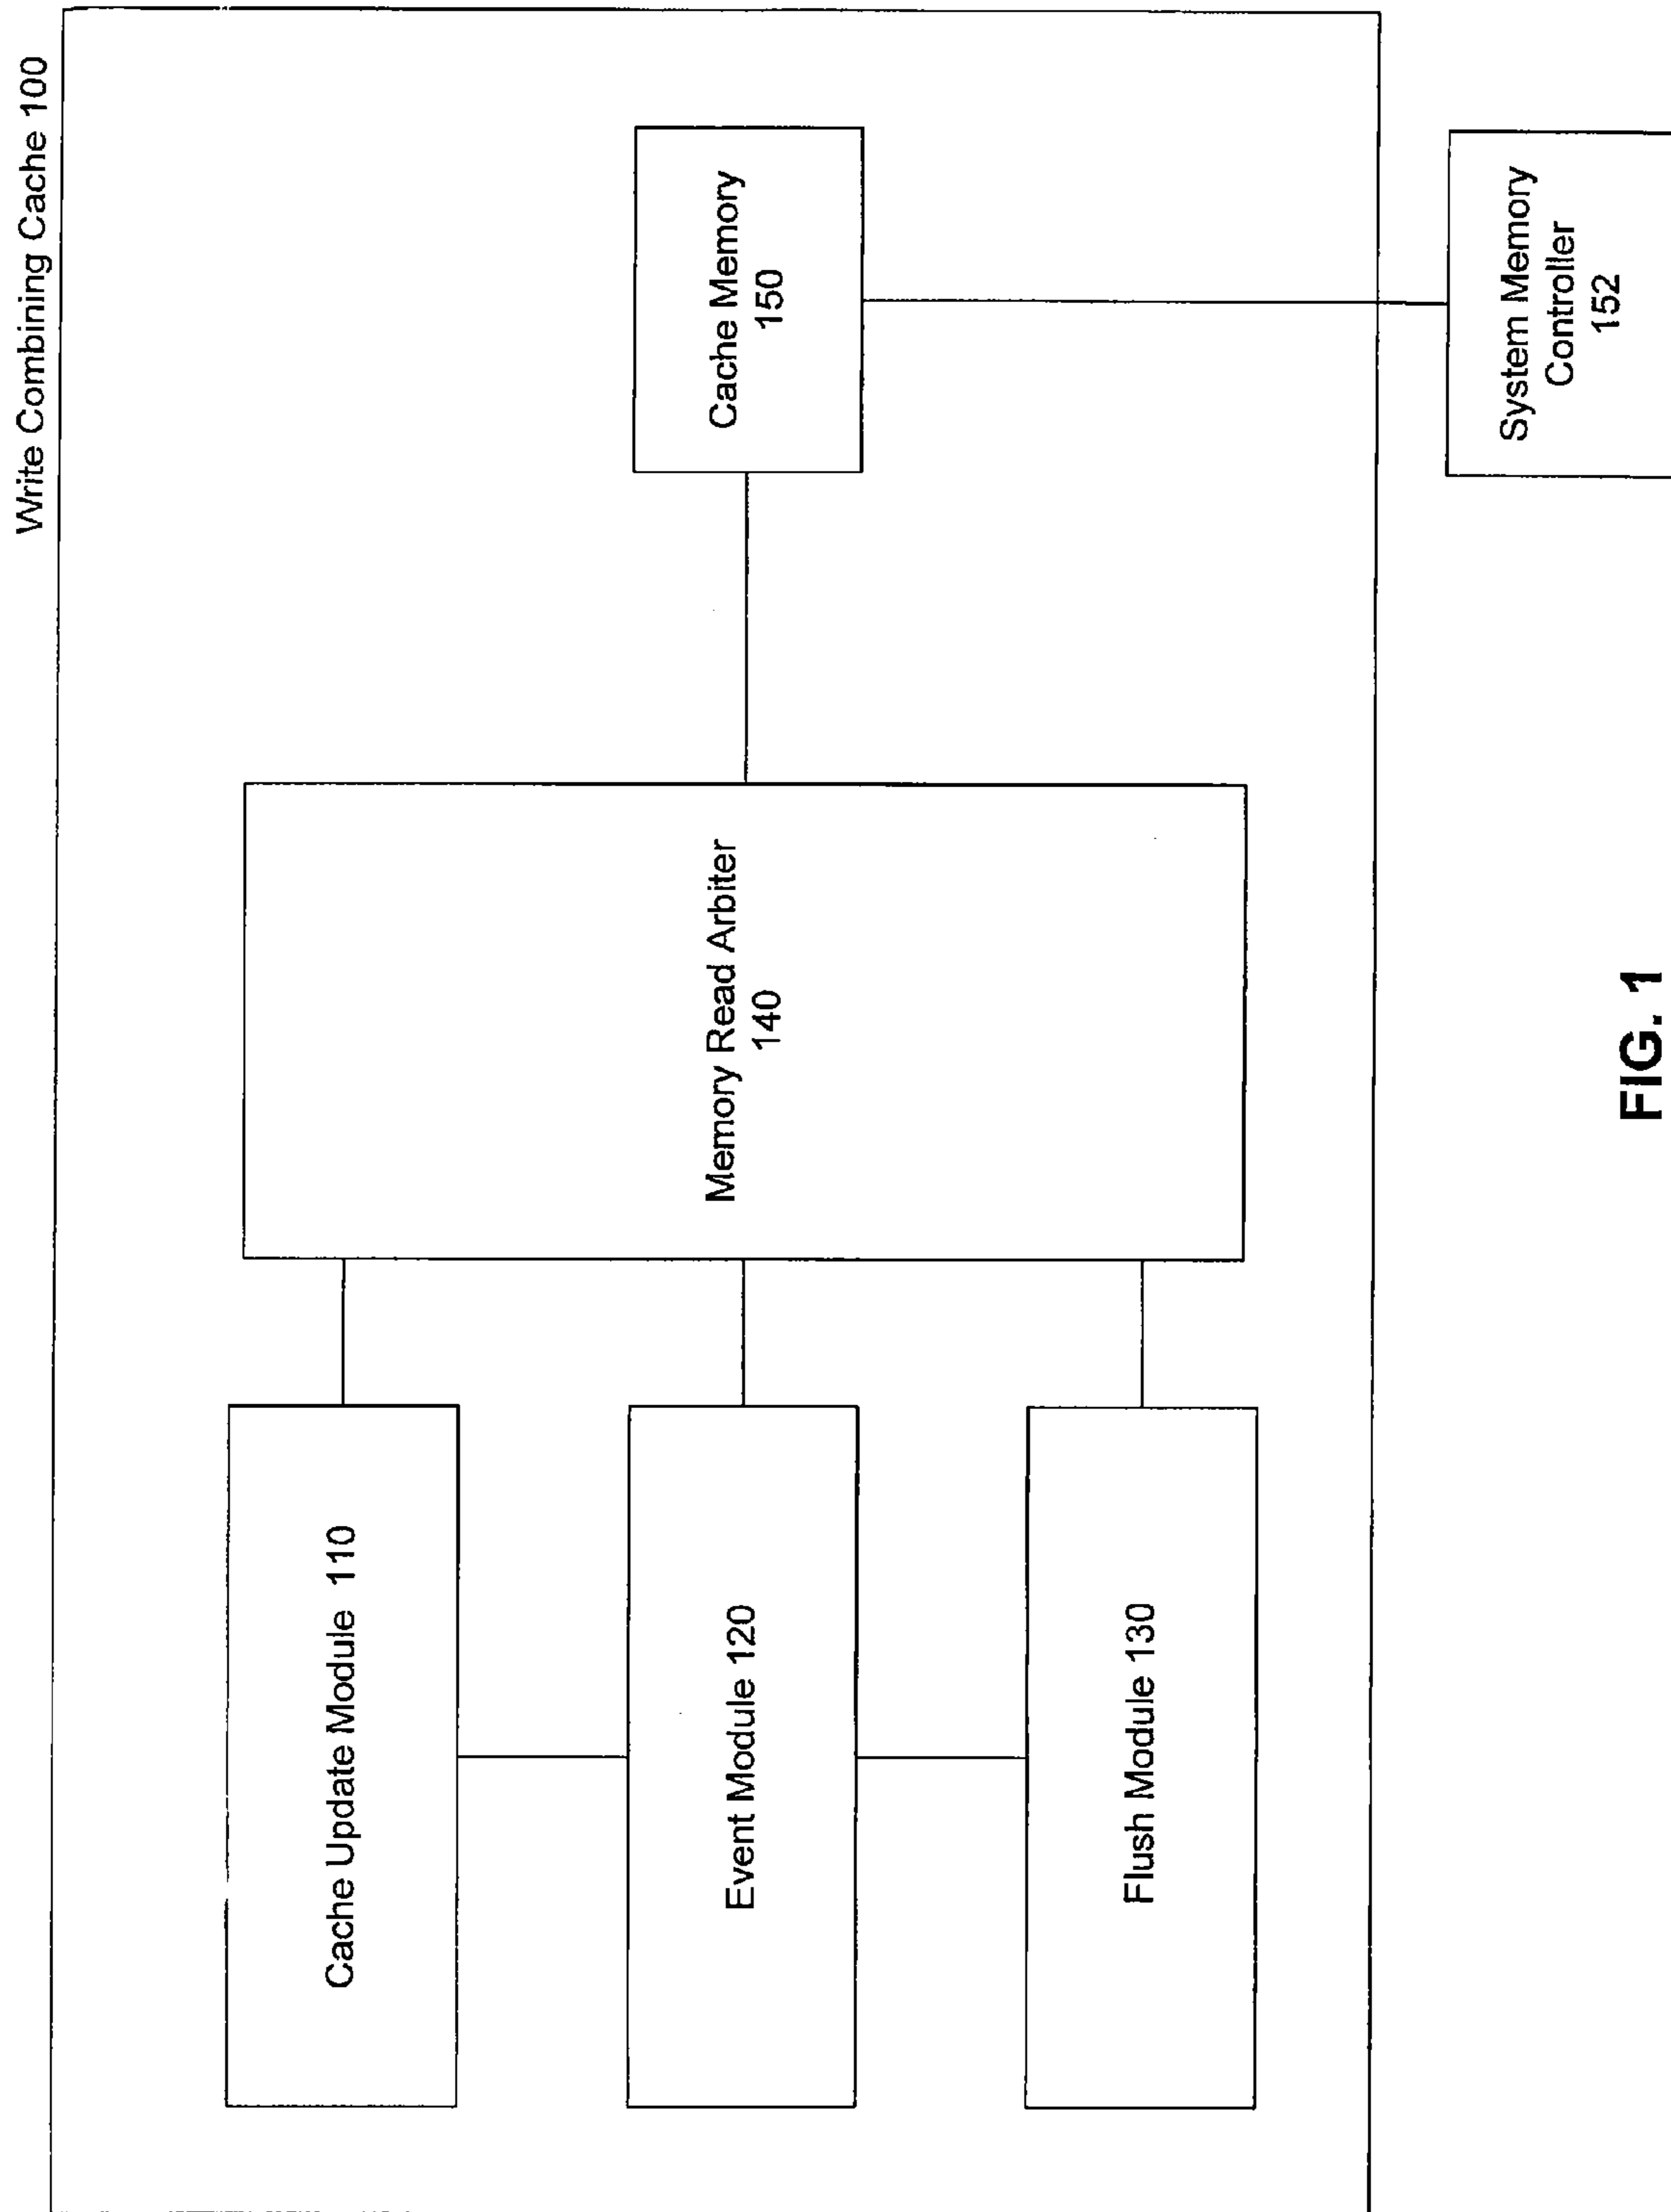 Write Combining Cache 100
Cache Update Module 110
Event Module 120
Flush Module 130
Memory Read Arbiter
140
Cache Memory
150
System Memory
Controller
152
FIG. 1